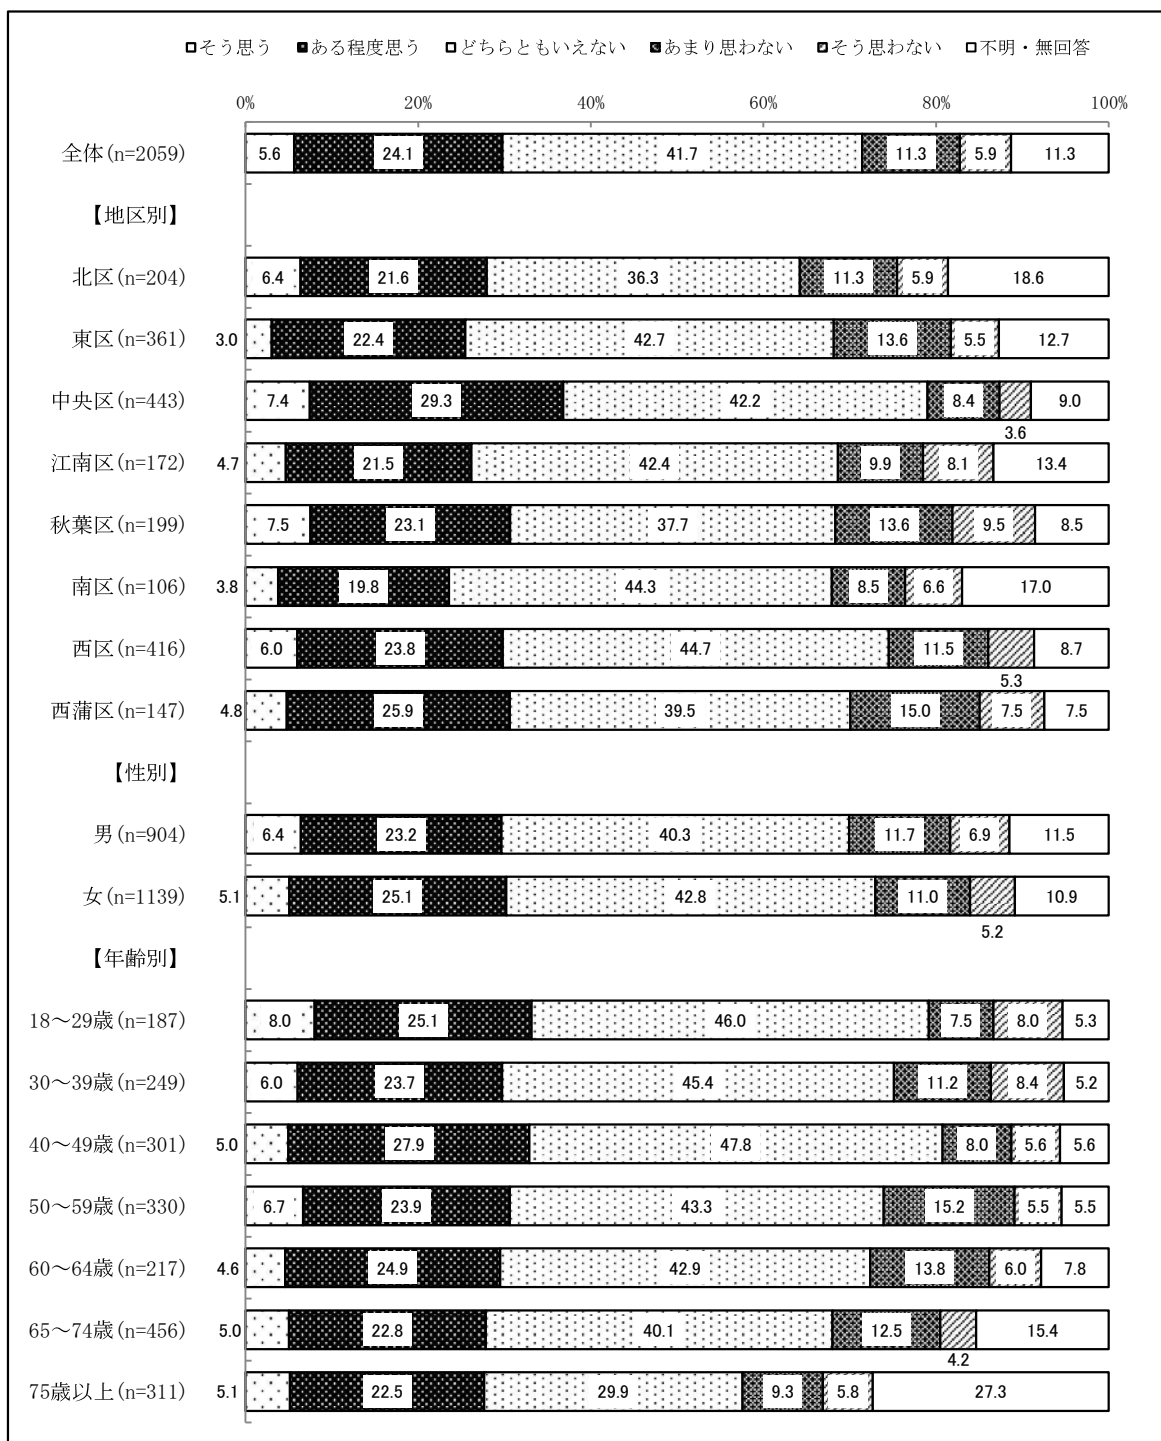 □そう思う ■ある程度思う □どちらともいえない ■あまり思わない □そう思わない □不明・無回答
0% 20% 40% 60% 80% 100%
全体(n=2059) 5.6 24.1 41.7 11.3 5.9 11.3
【地区別】
北区(n=204) 6.4 21.6 36.3 11.3 5.9 18.6
東区(n=361) 3.0 22.4 42.7 13.6 5.5 12.7
中央区(n=443) 7.4 29.3 42.2 8.4 9.0
3.6
江南区(n=172) 4.7 21.5 42.4 9.9 8.1 13.4
秋葉区(n=199) 7.5 23.1 37.7 13.6 9.5 8.5
南区(n=106) 3.8 19.8 44.3 8.5 6.6 17.0
西区(n=416) 6.0 23.8 44.7 11.5 8.7
5.3
西蒲区(n=147) 4.8 25.9 39.5 15.0 7.5 7.5
【性別】
男(n=904) 6.4 23.2 40.3 11.7 6.9 11.5
女(n=1139) 5.1 25.1 42.8 11.0 10.9
5.2
【年齢別】
18～29歳(n=187) 8.0 25.1 46.0 7.5 8.0 5.3
30～39歳(n=249) 6.0 23.7 45.4 11.2 8.4 5.2
40～49歳(n=301) 5.0 27.9 47.8 8.0 5.6 5.6
50～59歳(n=330) 6.7 23.9 43.3 15.2 5.5 5.5
60～64歳(n=217) 4.6 24.9 42.9 13.8 6.0 7.8
65～74歳(n=456) 5.0 22.8 40.1 12.5 15.4
4.2
75歳以上(n=311) 5.1 22.5 29.9 9.3 5.8 27.3